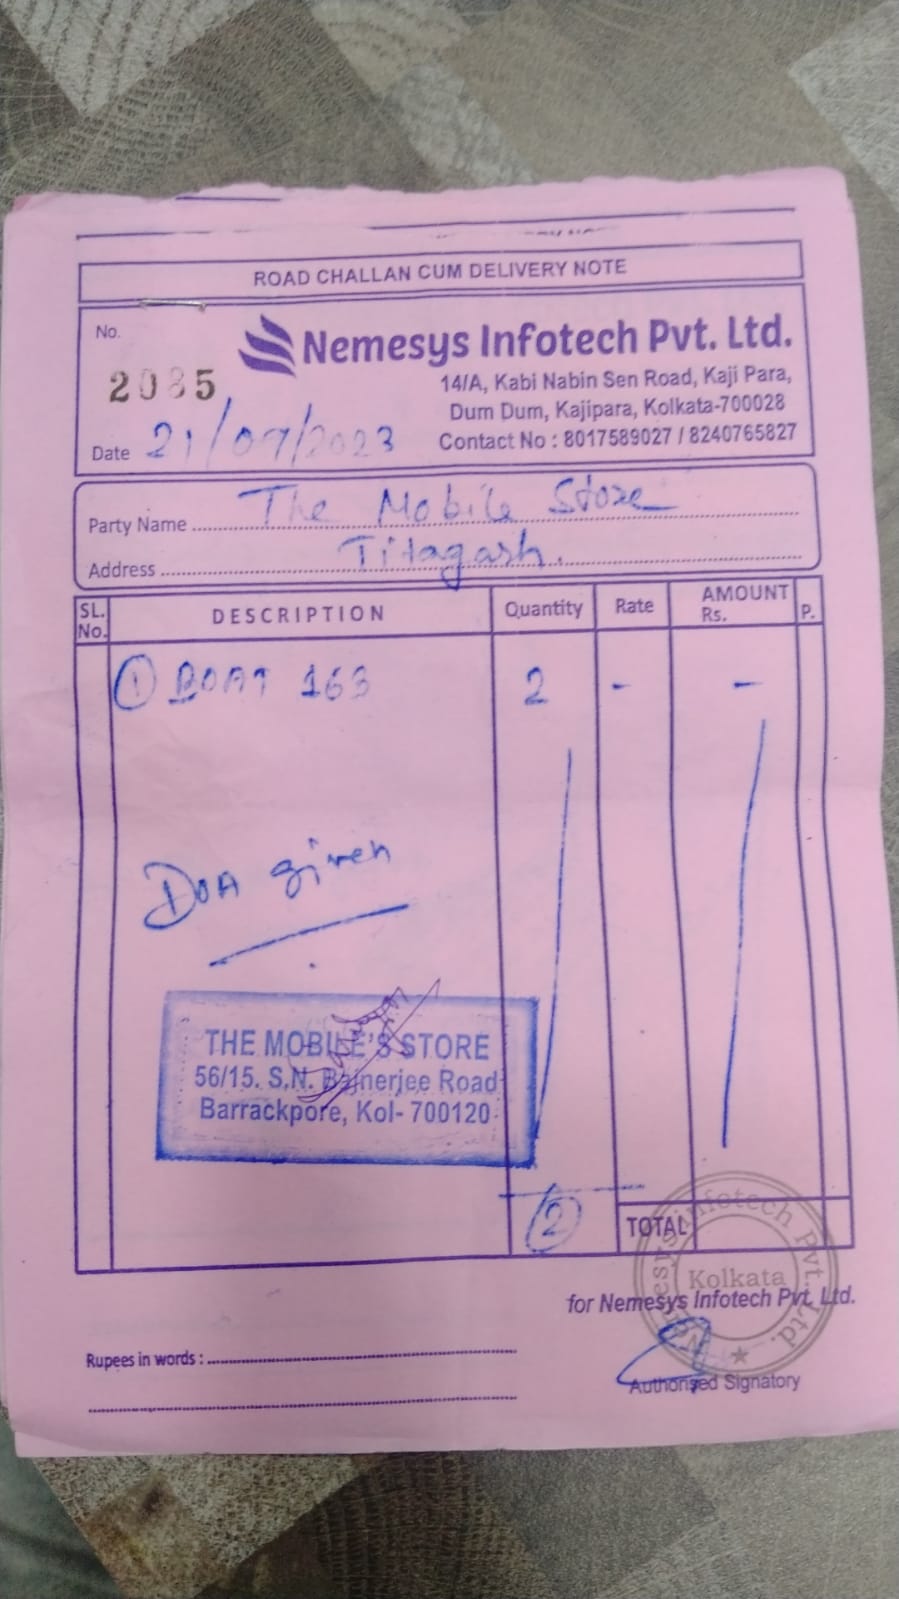 ROAD CHALLAN CUM DELIVERY NOTE
No.
2085
Nemesys Infotech Pvt. Ltd.
14/A, Kabi Nabin Sen Road, Kaji Para,
Dum Dum, Kajipara, Kolkata-700028
Contact No : 8017589027 / 8240765827
Date 21/09/2023
Party Name The Mobile Store
Address Titagash.
SL. No. DESCRIPTION Quantity Rate AMOUNT Rs. P.
① BOAT 163 2 - -
DOA given
THE MOBILE'S STORE
56/15. S.N. Bajnerjee Road
Barrackpore, Kol- 700120
2
TOTAL
Nemesys Infotech Pvt. Ltd.
Kolkata
for Nemesys Infotech Pvt. Ltd.
Rupees in words :
Authorised Signatory